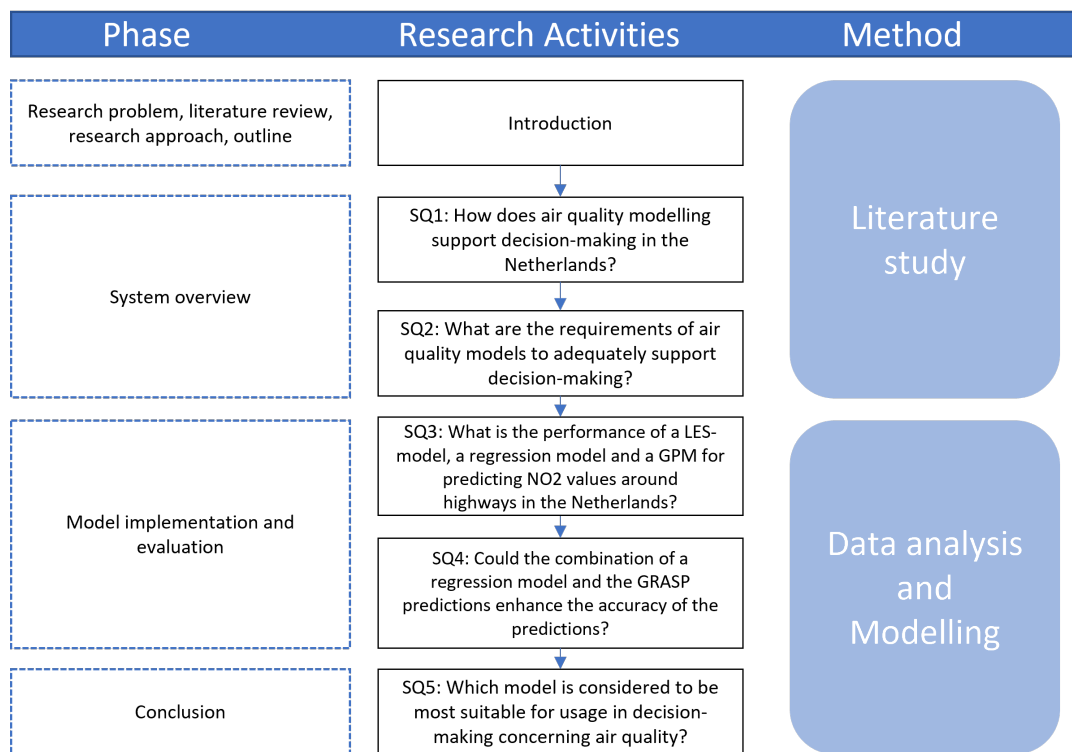 Phase
Research Activities
Method
Research problem, literature review,
research approach, outline
Introduction
Literature
study
System overview
SQ1: How does air quality modelling
support decision-making in the
Netherlands?
SQ2: What are the requirements of air
quality models to adequately support
decision-making?
Model implementation and
evaluation
SQ3: What is the performance of a LES-
model, a regression model and a GPM for
predicting NO2 values around
highways in the Netherlands?
SQ4: Could the combination of a
regression model and the GRASP
predictions enhance the accuracy of the
predictions?
Data analysis
and
Modelling
Conclusion
SQ5: Which model is considered to be
most suitable for usage in decision-
making concerning air quality?